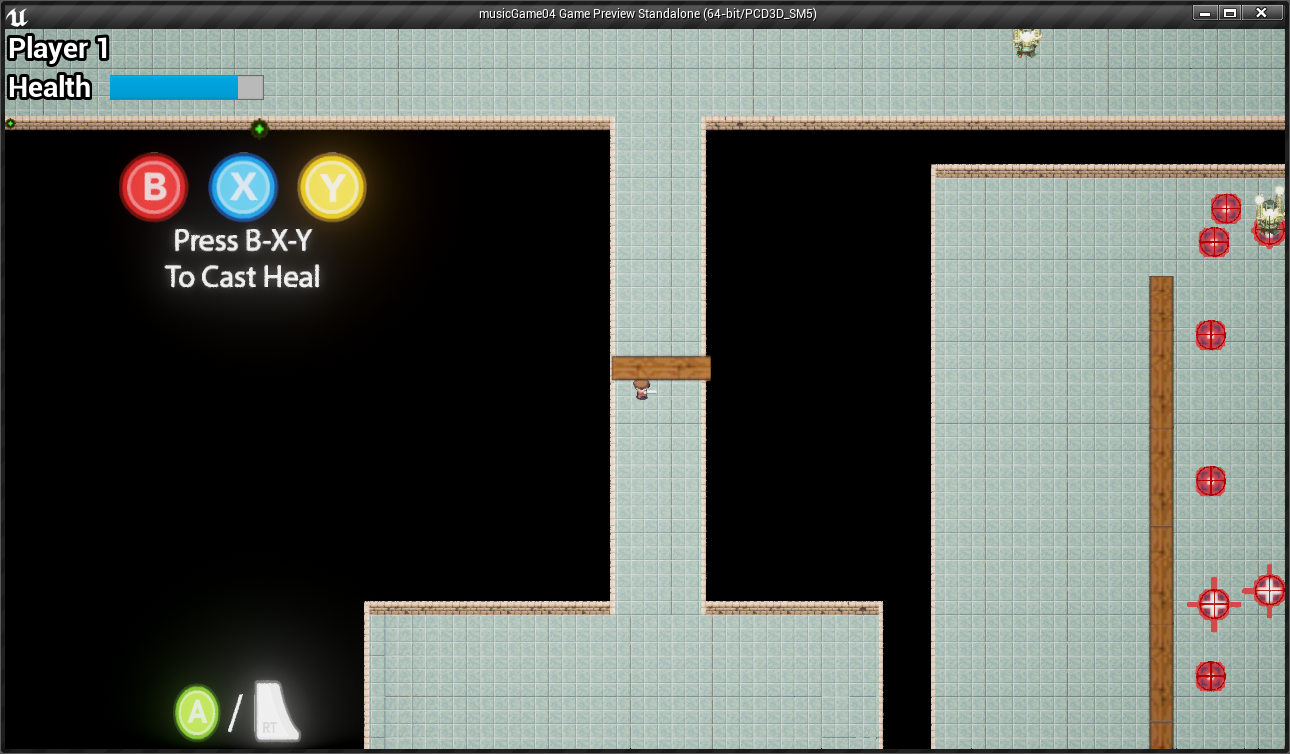 musicGame04 Game Preview Standalone (64-bit/PCD3D_SM5)
Player 1
Health
B X Y
Press B-X-Y
To Cast Heal
A / RT